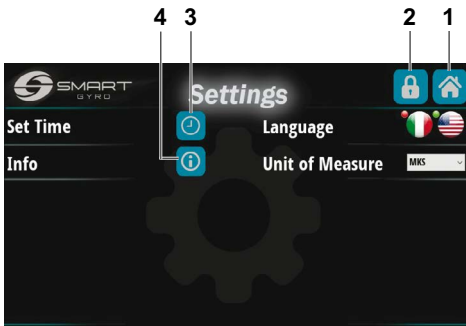 4 3 2 1
SMART
GYRO
Settings
Set Time
Language
Info
Unit of Measure
MKS